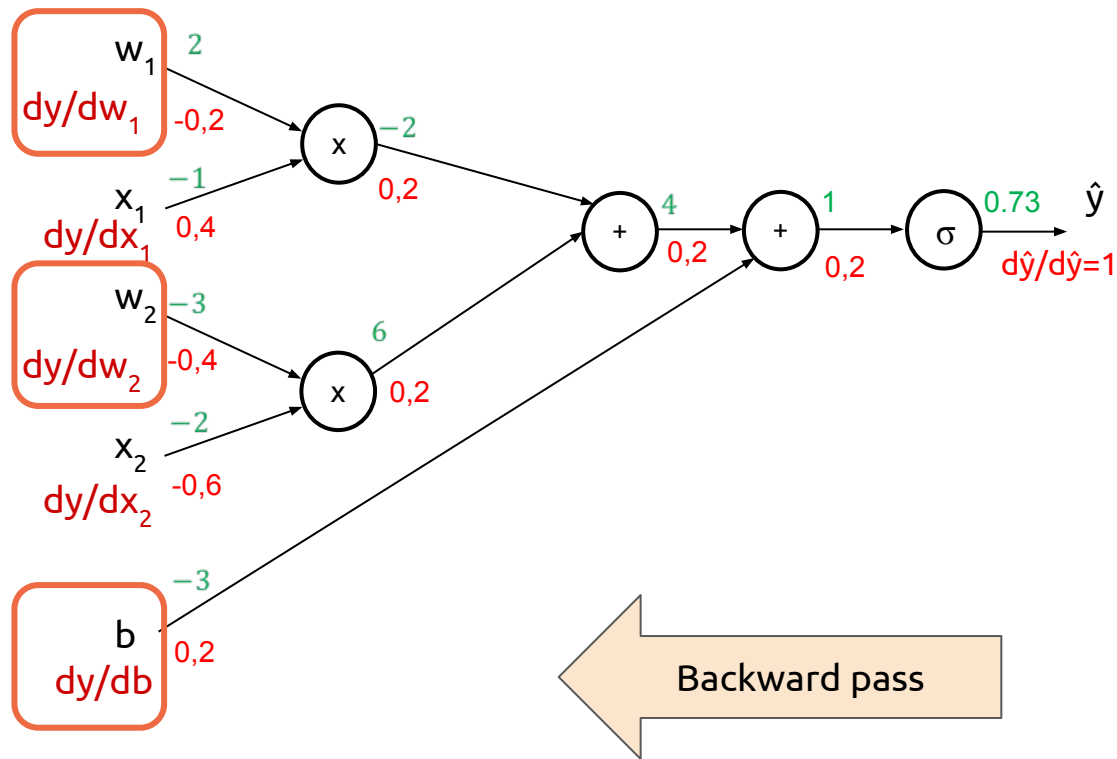 w₁ 2
dy/dw₁ -0,2
x −2
0,2
−1
x₁ 0,4
dy/dx₁
+ 4
0,2
+ 1
0,2
σ 0.73 ŷ
dŷ/dŷ=1
w₂ −3
dy/dw₂ -0,4
x 6
0,2
−2
x₂ -0,6
dy/dx₂
−3
b 0,2
dy/db
Backward pass